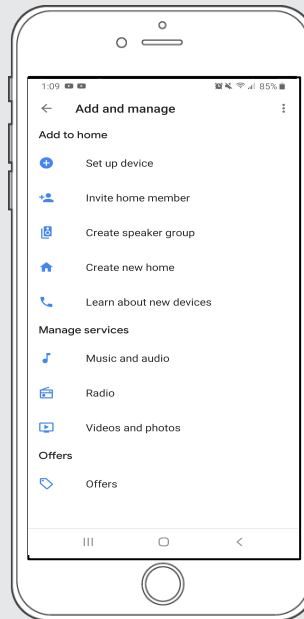 1:09 85%
Add and manage
Add to home
Set up device
Invite home member
Create speaker group
Create new home
Learn about new devices
Manage services
Music and audio
Radio
Videos and photos
Offers
Offers